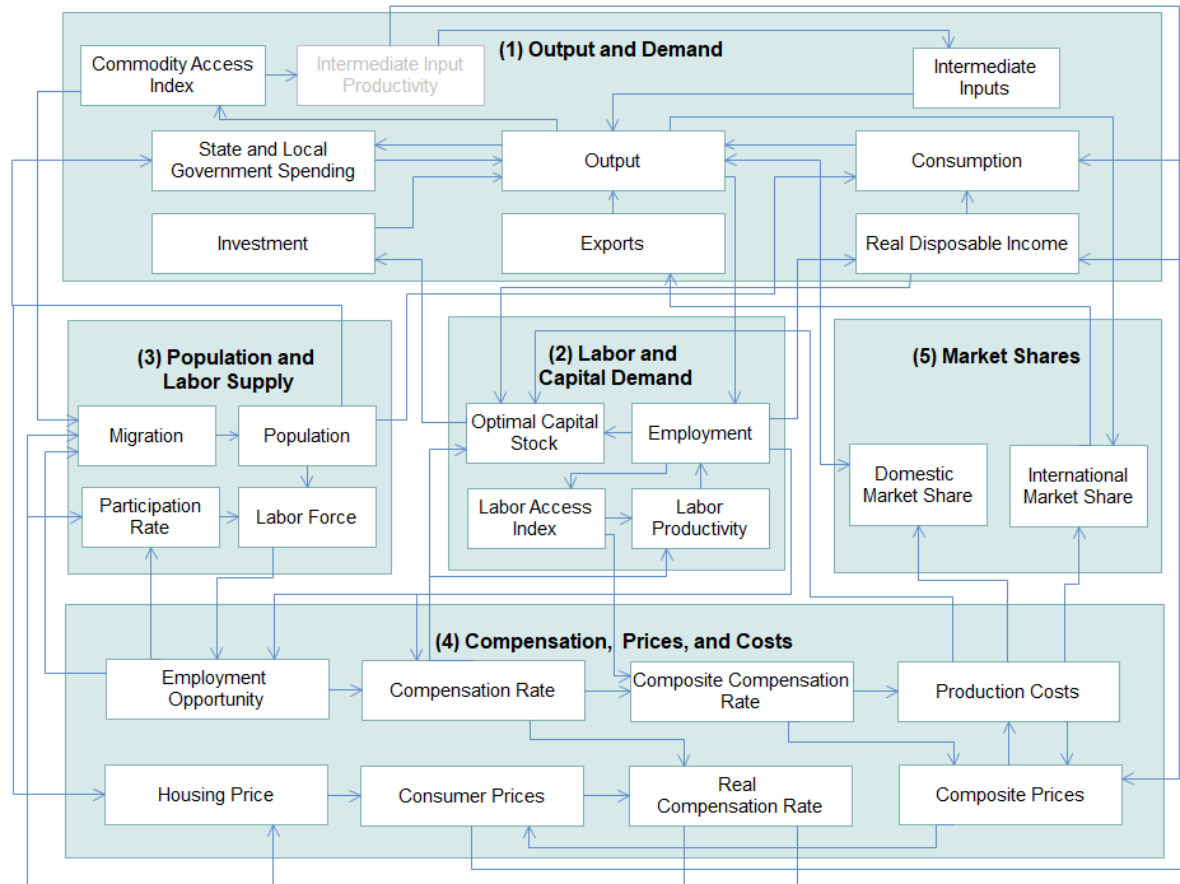 (1) Output and Demand
Commodity Access
Index
Intermediate Input
Productivity
Intermediate
Inputs
State and Local
Government Spending
Output
Consumption
Investment
Exports
Real Disposable Income
(3) Population and
Labor Supply
Migration
Population
Participation
Rate
Labor Force
(2) Labor and
Capital Demand
Optimal Capital
Stock
Employment
Labor Access
Index
Labor
Productivity
(5) Market Shares
Domestic
Market Share
International
Market Share
(4) Compensation, Prices, and Costs
Employment
Opportunity
Compensation Rate
Composite Compensation
Rate
Production Costs
Housing Price
Consumer Prices
Real
Compensation Rate
Composite Prices